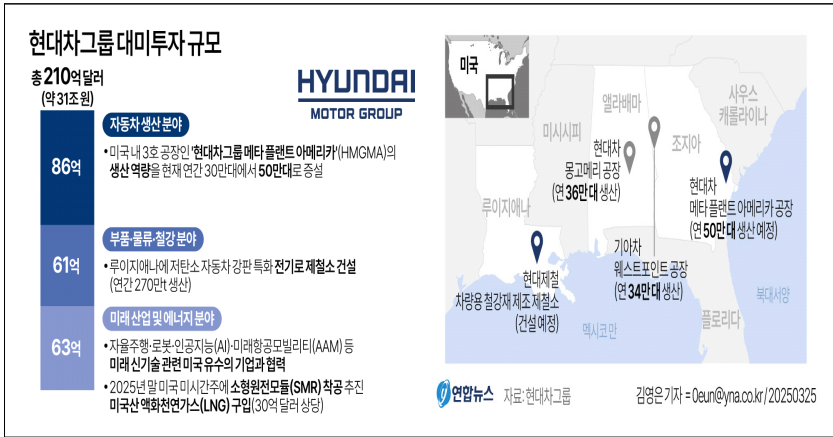 현대차그룹 대미투자 규모
총 210억 달러
(약 31조 원)
HYUNDAI
MOTOR GROUP
86억
자동차 생산 분야
•미국 내 3호 공장인 '현대차그룹 메타 플랜트 아메리카'(HMGMA)의
생산 역량을 현재 연간 30만대에서 50만대로 증설
61억
부품·물류·철강 분야
•루이지애나에 저탄소 자동차 강판 특화 전기로 제철소 건설
(연간 270만t 생산)
63억
미래 산업 및 에너지 분야
•자율주행·로봇·인공지능(AI)·미래항공모빌리티(AAM) 등
미래 신기술 관련 미국 유수의 기업과 협력
•2025년 말 미국 미시간주에 소형원전모듈(SMR) 착공 추진
미국산 액화천연가스(LNG) 구입(30억 달러 상당)
미국
미시시피
앨라배마
조지아
사우스
캐롤라이나
루이지애나
플로리다
멕시코 만
북대서양
현대차
몽고메리 공장
(연 36만 대 생산)
현대차
메타 플랜트 아메리카 공장
(연 50만 대 생산 예정)
기아차
웨스트포인트 공장
(연 34만 대 생산)
현대제철
차량용 철강재 제조 제철소
(건설 예정)
연합뉴스 자료: 현대차그룹
김영은 기자 = 0eun@yna.co.kr / 20250325